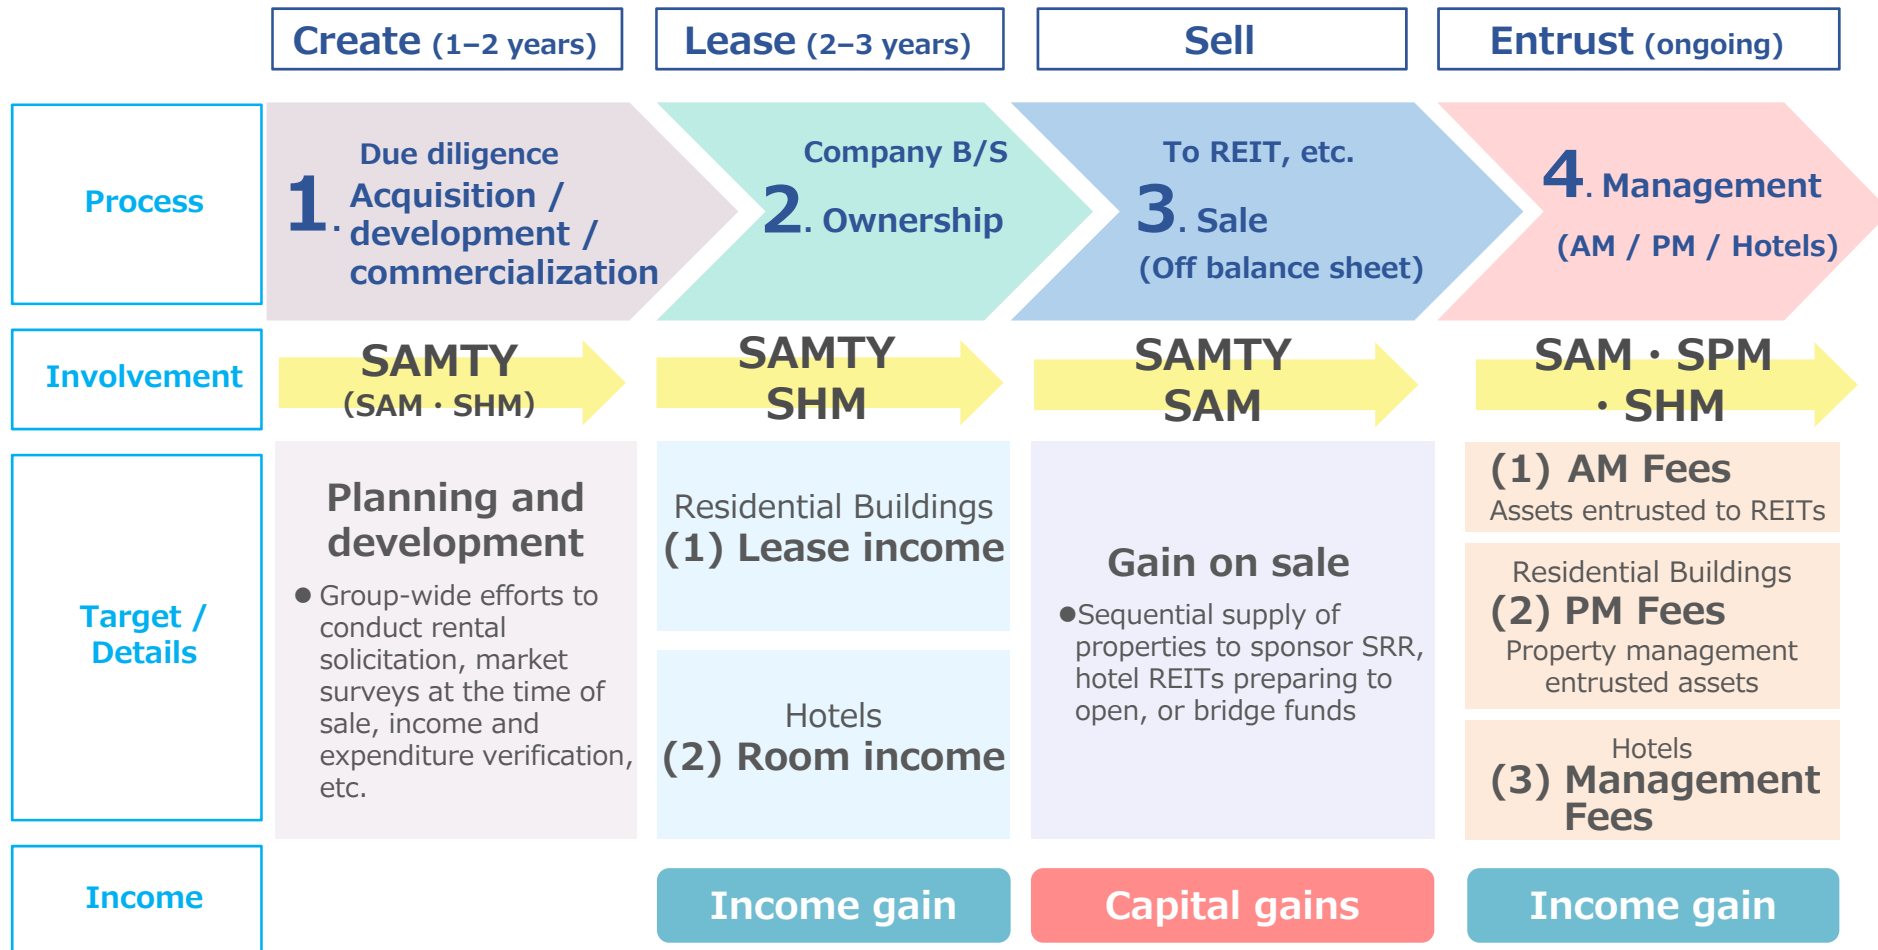 Create (1–2 years)
Lease (2–3 years)
Sell
Entrust (ongoing)
Process
Due diligence
1. Acquisition /
development /
commercialization
Company B/S
2. Ownership
To REIT, etc.
3. Sale
(Off balance sheet)
4. Management
(AM / PM / Hotels)
Involvement
SAMTY
(SAM・SHM)
SAMTY
SHM
SAMTY
SAM
SAM・SPM
・SHM
Target /
Details
Planning and
development
● Group-wide efforts to
conduct rental
solicitation, market
surveys at the time of
sale, income and
expenditure verification,
etc.
Residential Buildings
(1) Lease income
Hotels
(2) Room income
Gain on sale
●Sequential supply of
properties to sponsor SRR,
hotel REITs preparing to
open, or bridge funds
(1) AM Fees
Assets entrusted to REITs
Residential Buildings
(2) PM Fees
Property management
entrusted assets
Hotels
(3) Management
Fees
Income
Income gain
Capital gains
Income gain